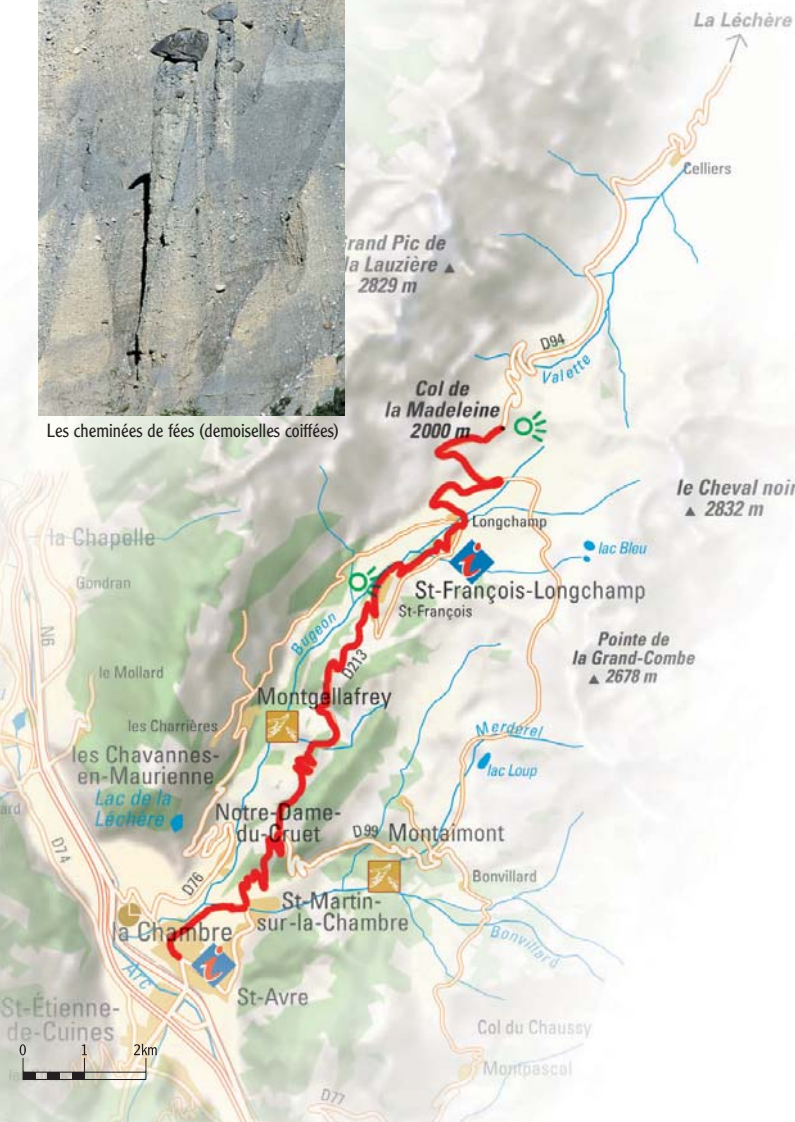 La Léchère
Celliers
Grand Pic de
la Lauzière
2829 m
D94
Valette
Col de
la Madeleine
2000 m
Les cheminées de fées (demoiselles coiffées)
le Cheval noir
2832 m
Longchamp
la Chapelle
lac Bleu
Gondran
St-François-Longchamp
St-François
Bugeon
N6
D213
Pointe de
la Grand-Combe
2678 m
le Mollard
Montgellafrey
les Charrières
Merderel
les Chavannes-
en-Maurienne
lac Loup
Lac de la
Léchère
Notre-Dame-
du-Cruet
D99
Montaimont
D74
D76
Bonvillard
St-Martin-
sur-la-Chambre
la Chambre
Bonvillard
Arc
St-Avre
St-Étienne-
de-Cuines
Col du Chaussy
0 1 2km
Montpascal
D77